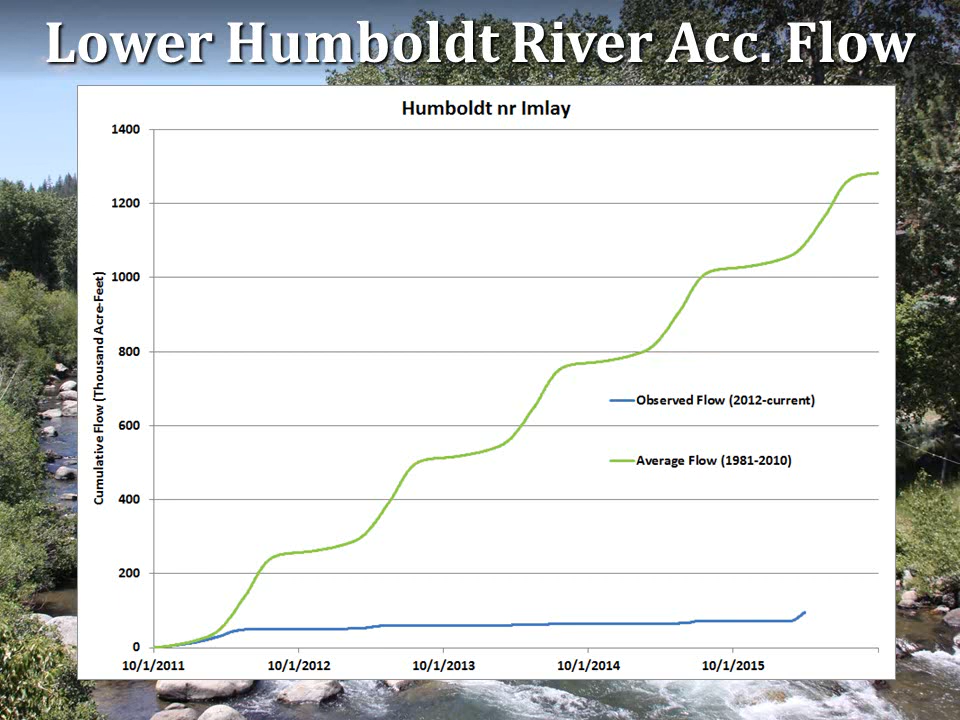 Lower Humboldt River Acc. Flow
Humboldt nr Imlay
Cumulative Flow (Thousand Acre-Feet)
1400
1200
1000
800
600
400
200
0
Observed Flow (2012-current)
Average Flow (1981-2010)
10/1/2011 10/1/2012 10/1/2013 10/1/2014 10/1/2015